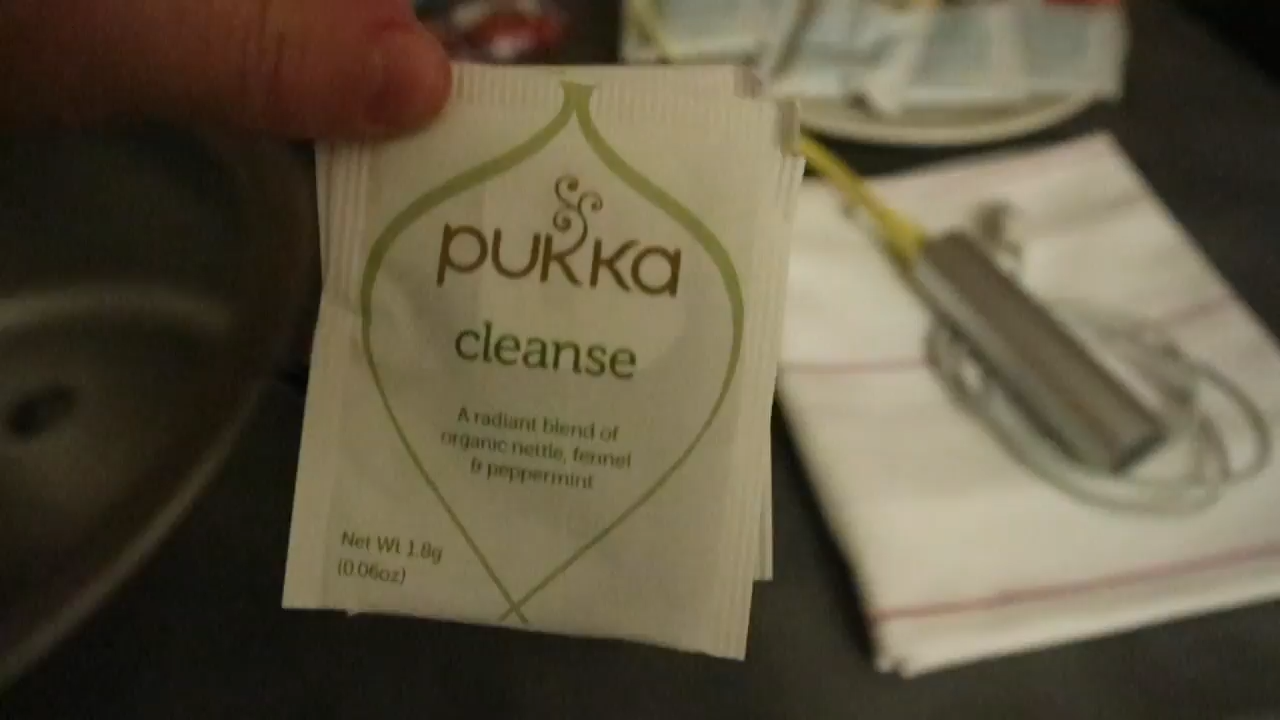 pukka
cleanse
A radiant blend of
organic nettle, fennel
& peppermint
Net Wt 1.8g
(0.06oz)